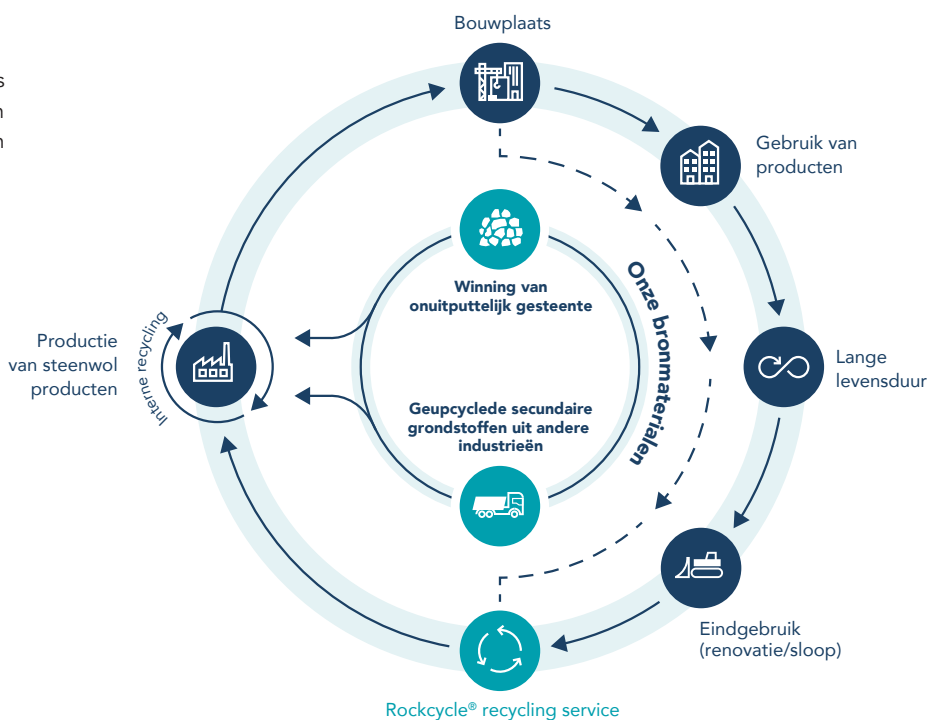 s
n
n
Bouwplaats
Gebruik van
producten
Lange
levensduur
Eindgebruik
(renovatie/sloop)
Rockcycle® recycling service
Productie
van steenwol
producten
Interne recycling
Winning van
onuitputtelijk gesteente
Geupcyclede secundaire
grondstoffen uit andere
industrieën
Onze bronmaterialen